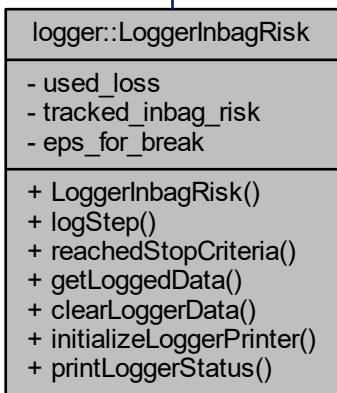 logger::LoggerInbagRisk
- used_loss
- tracked_inbag_risk
- eps_for_break
+ LoggerInbagRisk()
+ logStep()
+ reachedStopCriteria()
+ getLoggedData()
+ clearLoggerData()
+ initializeLoggerPrinter()
+ printLoggerStatus()